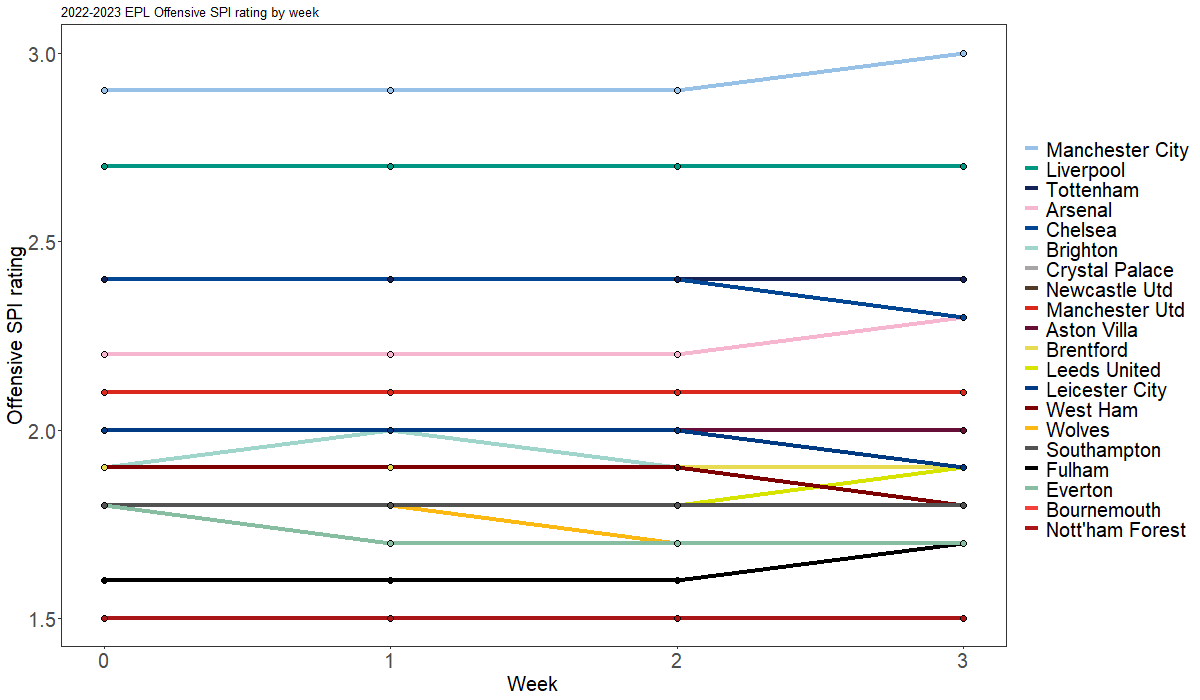 2022-2023 EPL Offensive SPI rating by week
3.0
2.5
2.0
1.5
Offensive SPI rating
0 1 2 3
Week
Manchester City
Liverpool
Tottenham
Arsenal
Chelsea
Brighton
Crystal Palace
Newcastle Utd
Manchester Utd
Aston Villa
Brentford
Leeds United
Leicester City
West Ham
Wolves
Southampton
Fulham
Everton
Bournemouth
Nott'ham Forest